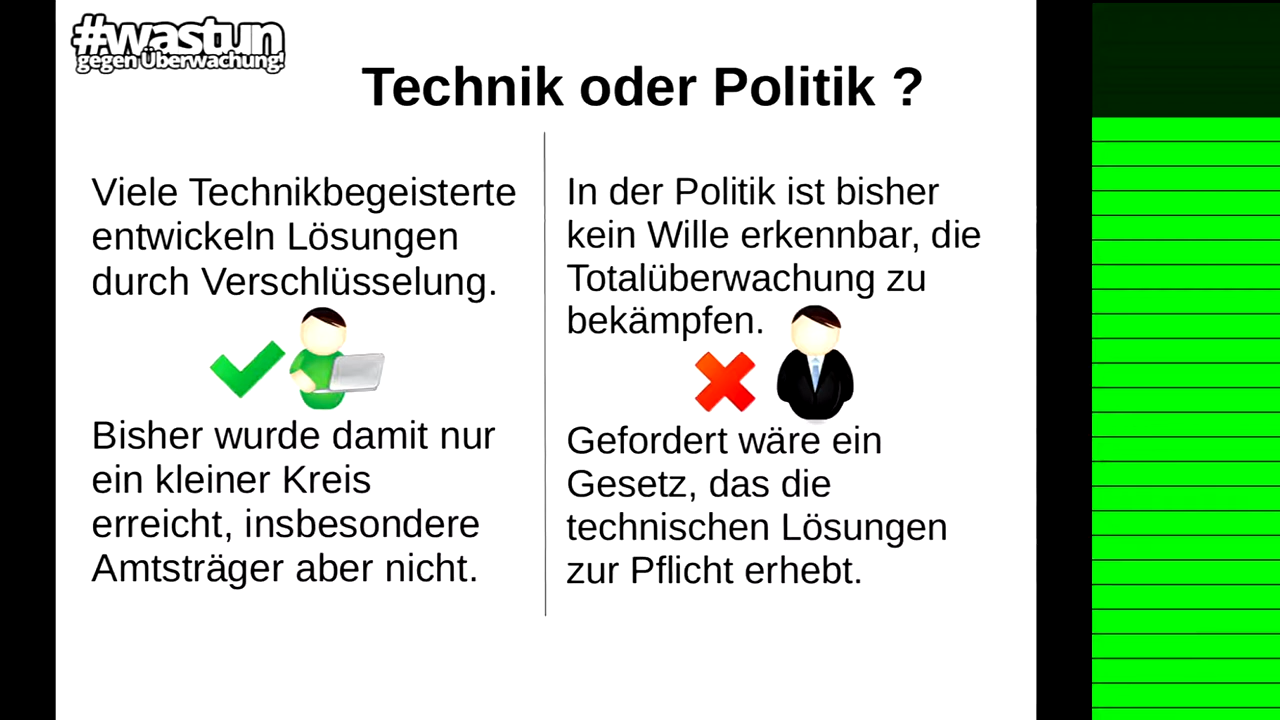 #wastun
gegen Überwachung!
Technik oder Politik ?
Viele Technikbegeisterte
entwickeln Lösungen
durch Verschlüsselung.
Bisher wurde damit nur
ein kleiner Kreis
erreicht, insbesondere
Amtsträger aber nicht.
In der Politik ist bisher
kein Wille erkennbar, die
Totalüberwachung zu
bekämpfen.
Gefordert wäre ein
Gesetz, das die
technischen Lösungen
zur Pflicht erhebt.